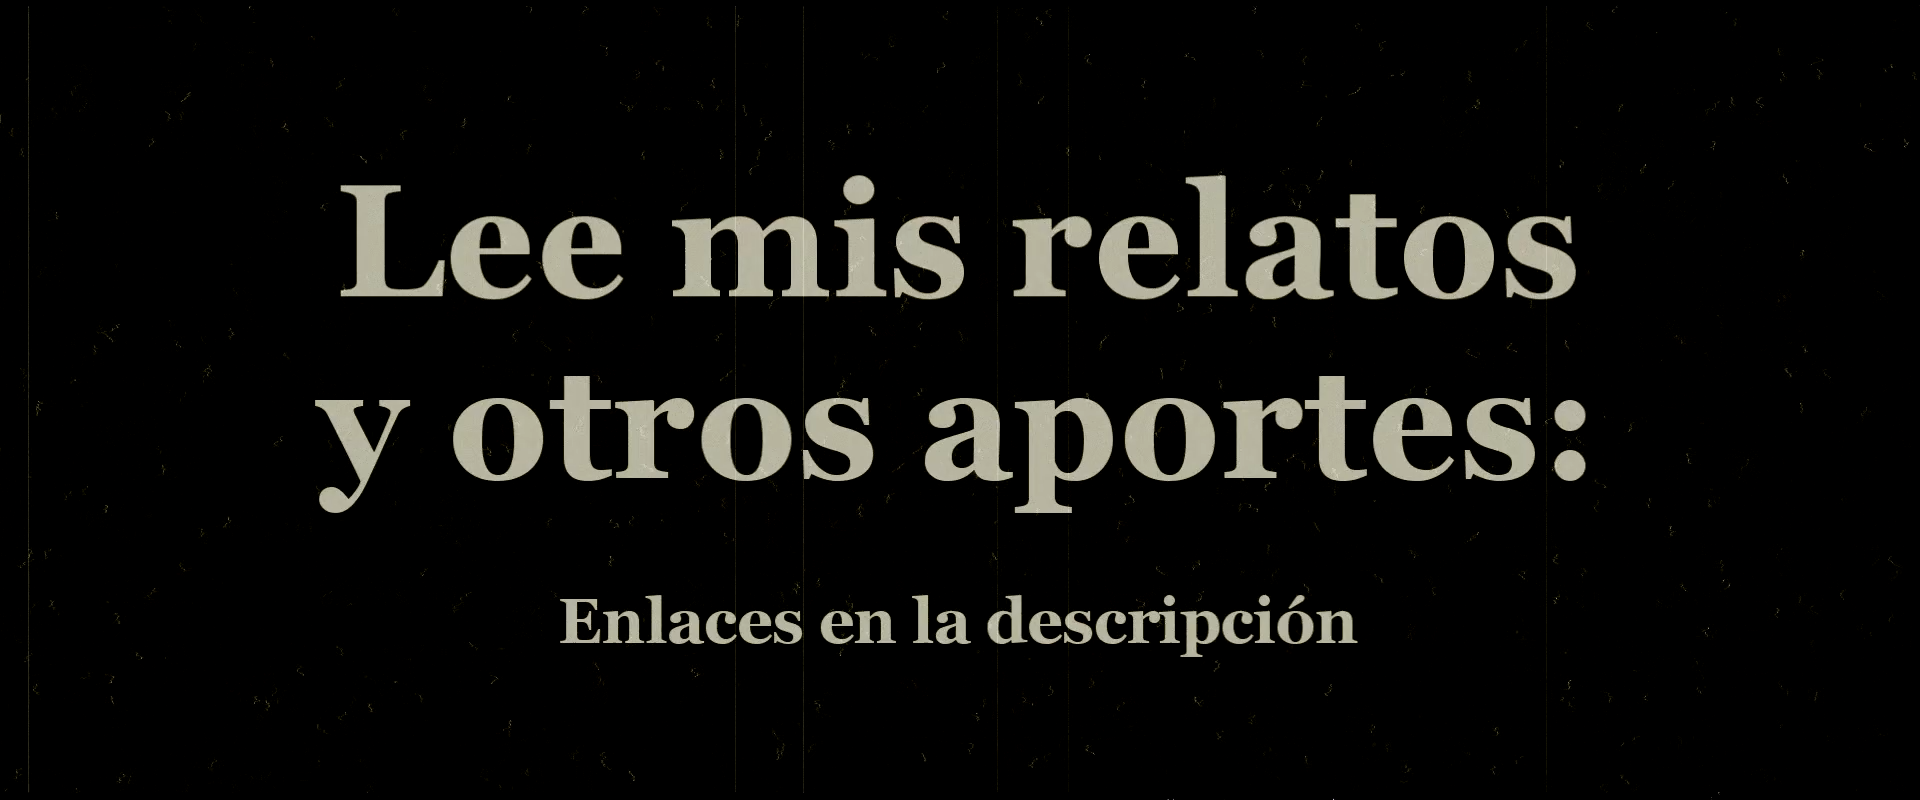 Lee mis relatos
y otros aportes:
Enlaces en la descripción